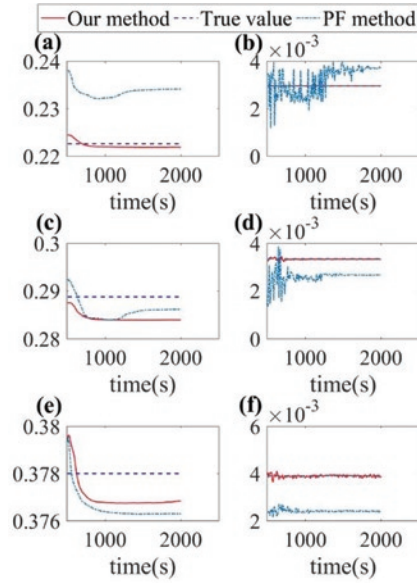 Our method True value PF method
(a) (b) ×10⁻³
0.24 4
0.23 2
0.22 0
1000 2000 1000 2000
time(s) time(s)
(c) (d) ×10⁻³
0.3 4
0.29 2
0.28 0
1000 2000 1000 2000
time(s) time(s)
(e) (f) ×10⁻³
0.38 6
0.378 4
0.376 2
1000 2000 1000 2000
time(s) time(s)